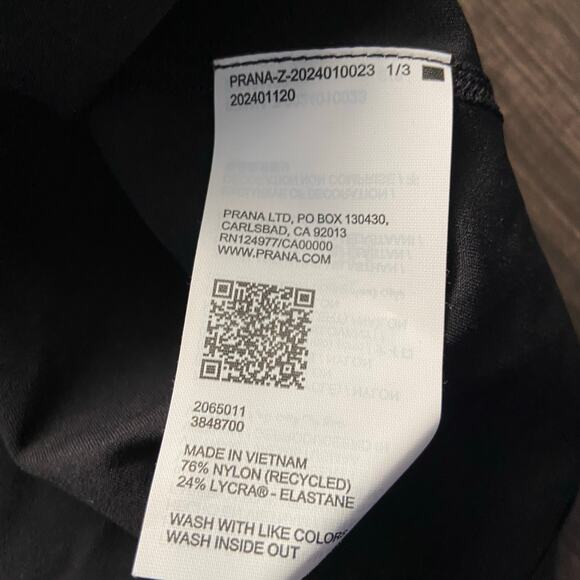 PRANA-Z-2024010023 1/3
202401120
PRANA LTD, PO BOX 130430,
CARLSBAD, CA 92013
RN124977/CA00000
WWW.PRANA.COM
2065011
3848700
MADE IN VIETNAM
76% NYLON (RECYCLED)
24% LYCRA® - ELASTANE
WASH WITH LIKE
WASH INSIDE OUT